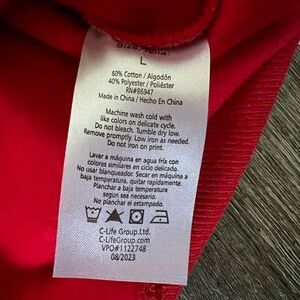 L
60% Cotton / Algodón
40% Polyester / Poliéster
RN#86947
Made in China / Hecho En China
Machine wash cold with
like colors on delicate cycle.
Do not bleach. Tumble dry low.
Remove promptly. Low iron as needed.
Do not iron on print.
Lavar a máquina en agua fría con
colores similares en ciclo delicado.
No usar blanqueador. Secar en máquina a
baja temperatura, quitar rapidamente.
Planchar a baja temperatura
según sea necesario.
No planchar el estampado.
C-Life Group.Ltd.
C-LifeGroup.com
VPO#1122748
08/2023